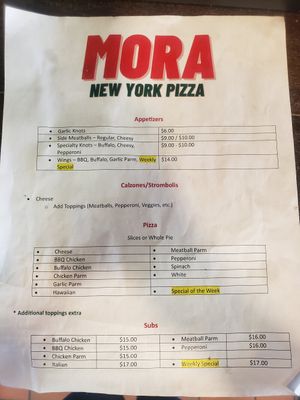 MORA
NEW YORK PIZZA
Appetizers
• Garlic Knots $6.00
• Side Meatballs – Regular, Cheesy $9.00 / $10.00
• Specialty Knots – Buffalo, Cheesy, $9.00 - $10.00
Pepperoni
• Wings – BBQ, Buffalo, Garlic Parm, Weekly $14.00
Special
Calzones/Strombolis
• Cheese
o Add Toppings (Meatballs, Pepperoni, Veggies, etc.)
Pizza
Slices or Whole Pie
• Cheese • Meatball Parm
• BBQ Chicken • Pepperoni
• Buffalo Chicken • Spinach
• Chicken Parm • White
• Garlic Parm
• Hawaiian • Special of the Week
* Additional toppings extra
Subs
• Buffalo Chicken $15.00 • Meatball Parm $16.00
• BBQ Chicken $15.00 • Pepperoni $16.00
• Chicken Parm $15.00
• Italian $17.00 • Weekly Special $17.00